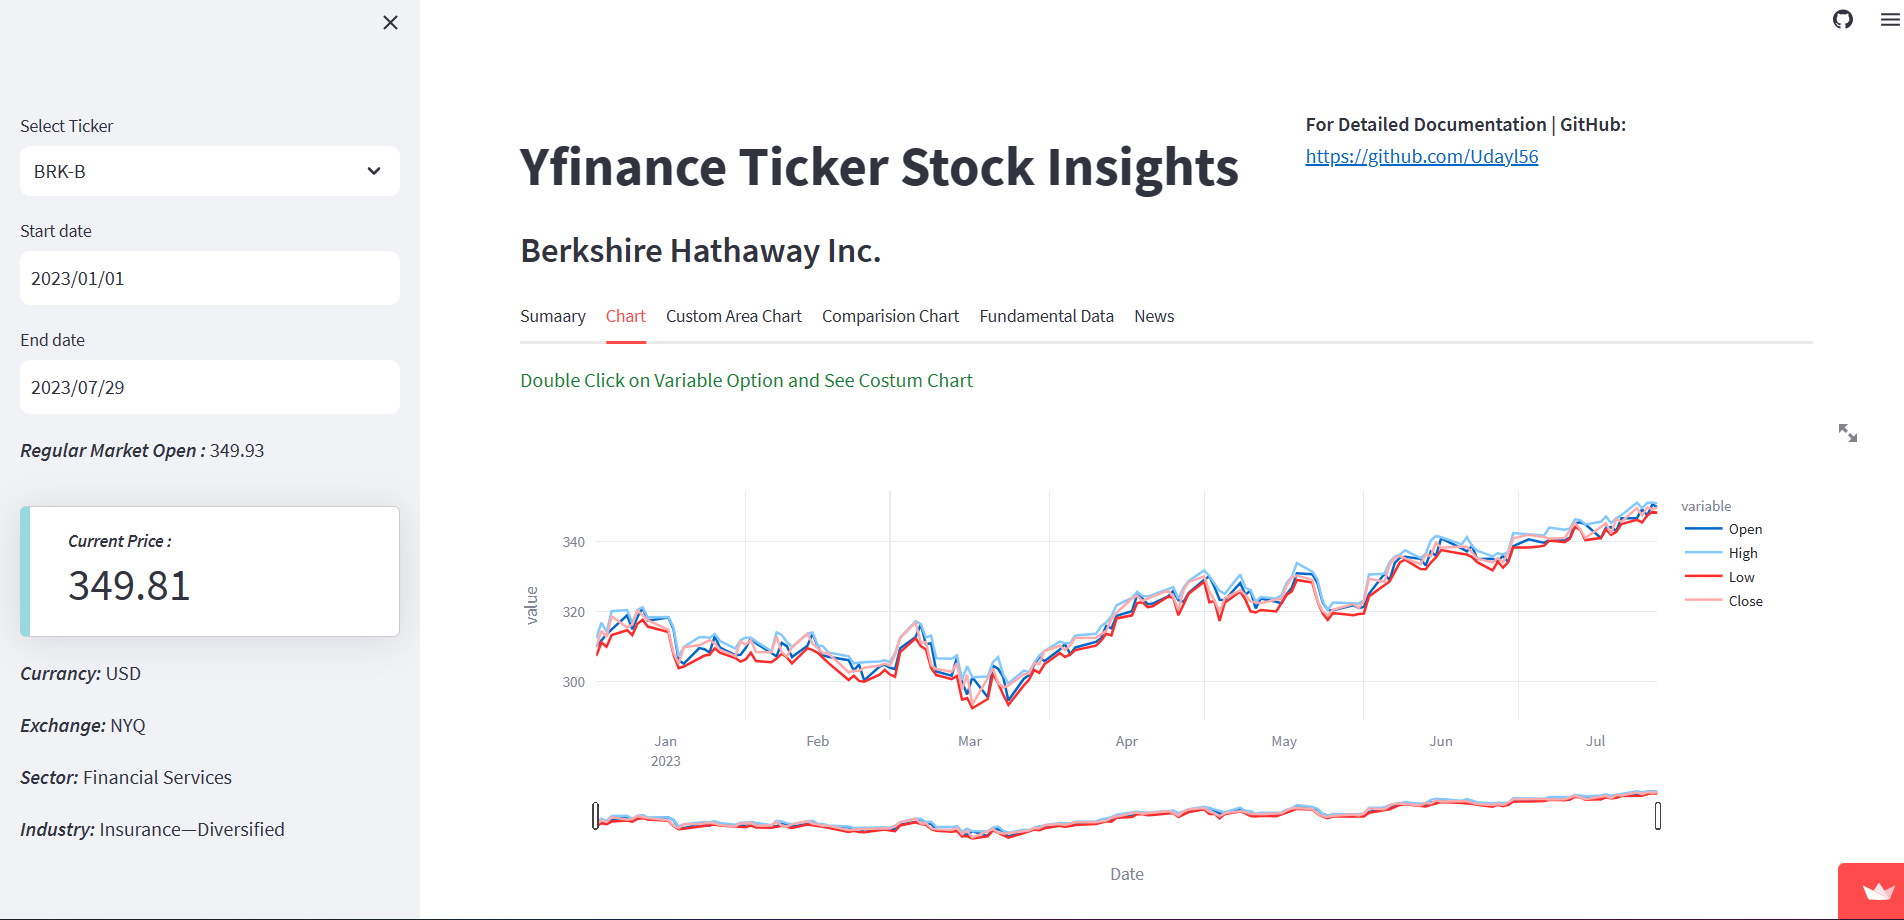 Select Ticker
BRK-B
Start date
2023/01/01
End date
2023/07/29
Regular Market Open : 349.93
Current Price :
349.81
Currancy: USD
Exchange: NYQ
Sector: Financial Services
Industry: Insurance—Diversified
Yfinance Ticker Stock Insights
For Detailed Documentation | GitHub:
https://github.com/Udayl56
Berkshire Hathaway Inc.
Sumaary Chart Custom Area Chart Comparision Chart Fundamental Data News
Double Click on Variable Option and See Costum Chart
value
340
320
300
Jan Feb Mar Apr May Jun Jul
2023
variable
Open
High
Low
Close
Date